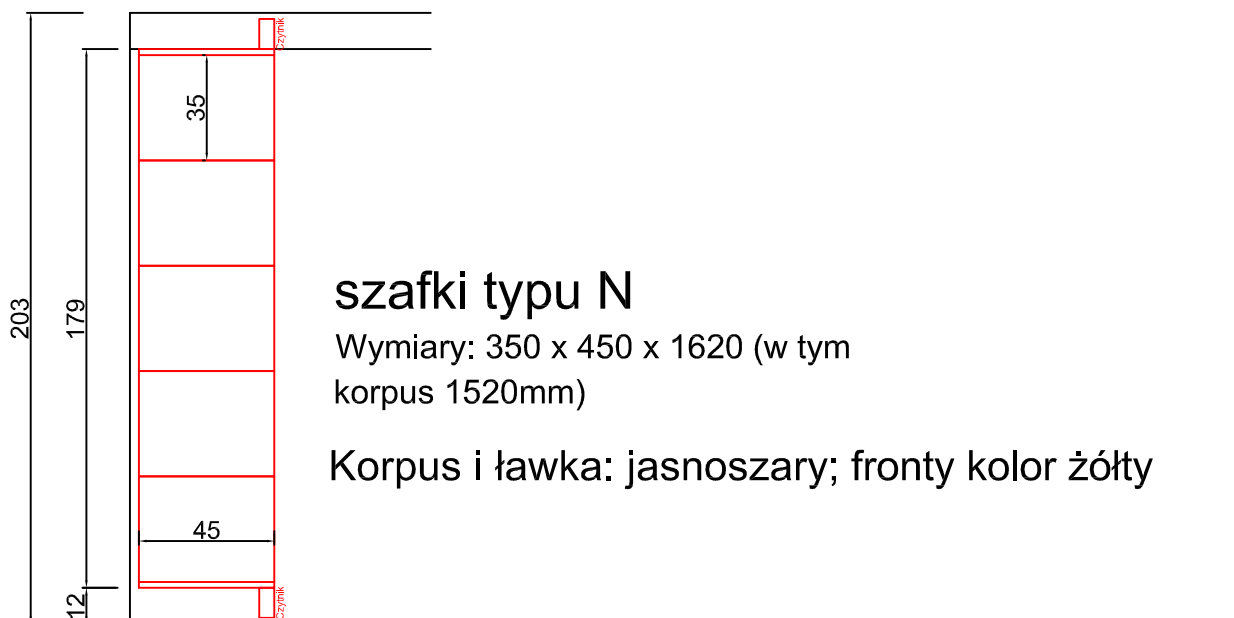 Czytnik
35
203
179
szafki typu N
Wymiary: 350 x 450 x 1620 (w tym
korpus 1520mm)
Korpus i ławka: jasnoszary; fronty kolor żółty
45
12
Czytnik